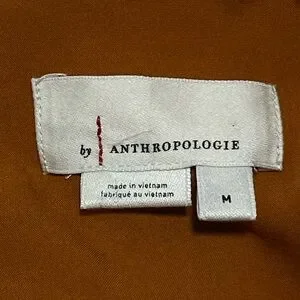 by ANTHROPOLOGIE
made in vietnam
fabriqué au vietnam
M